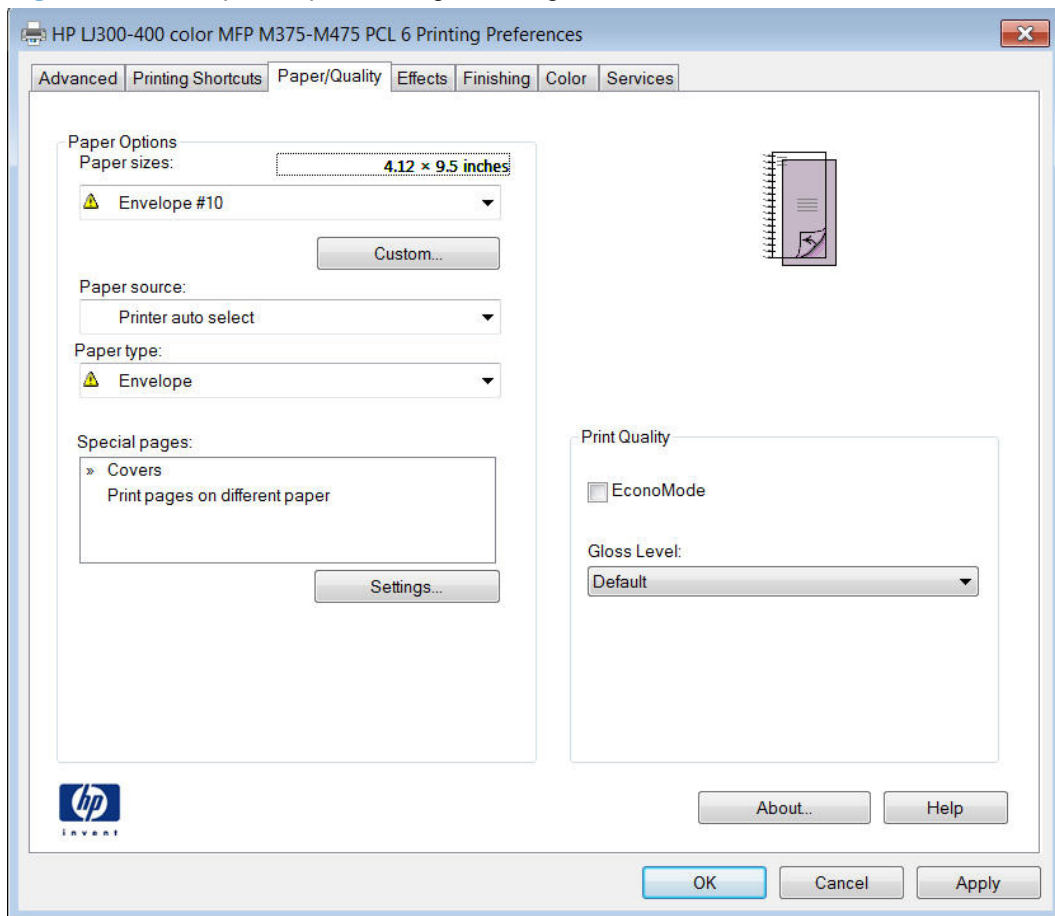 HP LJ300-400 color MFP M375-M475 PCL 6 Printing Preferences
Advanced Printing Shortcuts Paper/Quality Effects Finishing Color Services
Paper Options
Paper sizes: 4.12 × 9.5 inches
Envelope #10
Custom...
Paper source:
Printer auto select
Paper type:
Envelope
Special pages:
» Covers
Print pages on different paper
Settings...
Print Quality
EconoMode
Gloss Level:
Default
hp
invent
About... Help
OK Cancel Apply